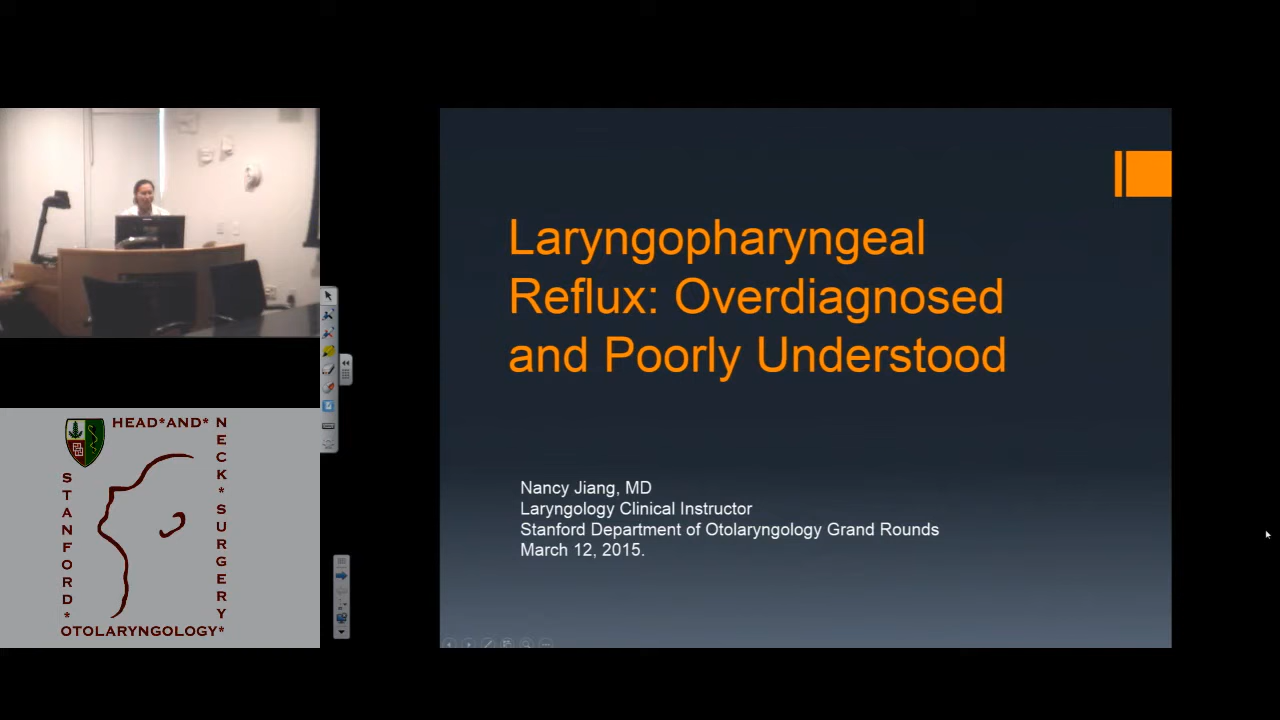 Laryngopharyngeal
Reflux: Overdiagnosed
and Poorly Understood
Nancy Jiang, MD
Laryngology Clinical Instructor
Stanford Department of Otolaryngology Grand Rounds
March 12, 2015.
HEAD*AND*
NECK*SURGERY
STANFORD*
OTOLARYNGOLOGY*